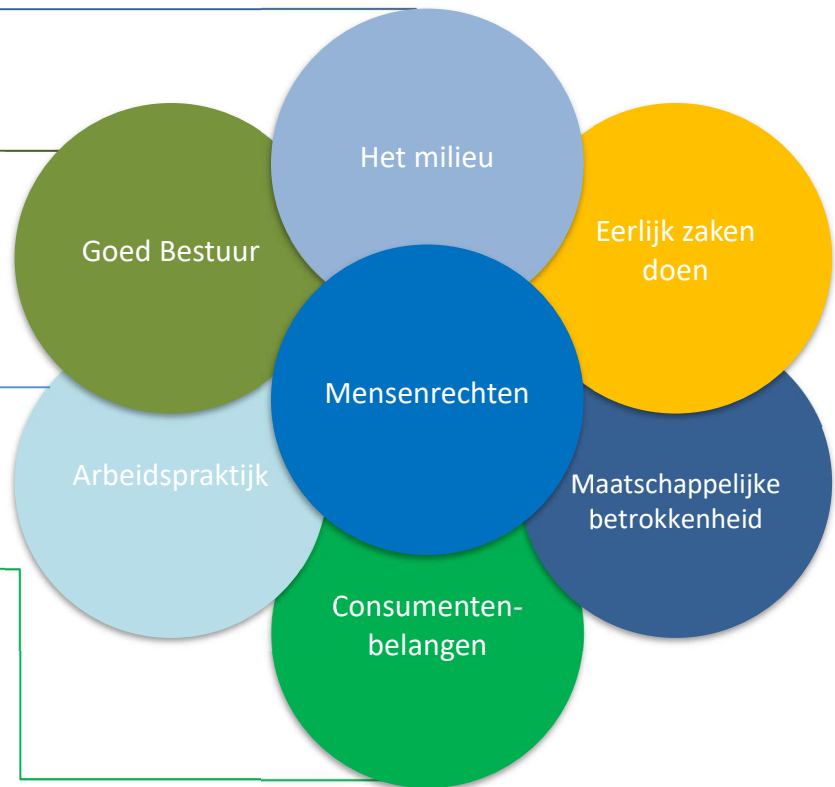 Het milieu
Goed Bestuur
Eerlijk zaken
doen
Mensenrechten
Arbeidspraktijk
Maatschappelijke
betrokkenheid
Consumenten-
belangen